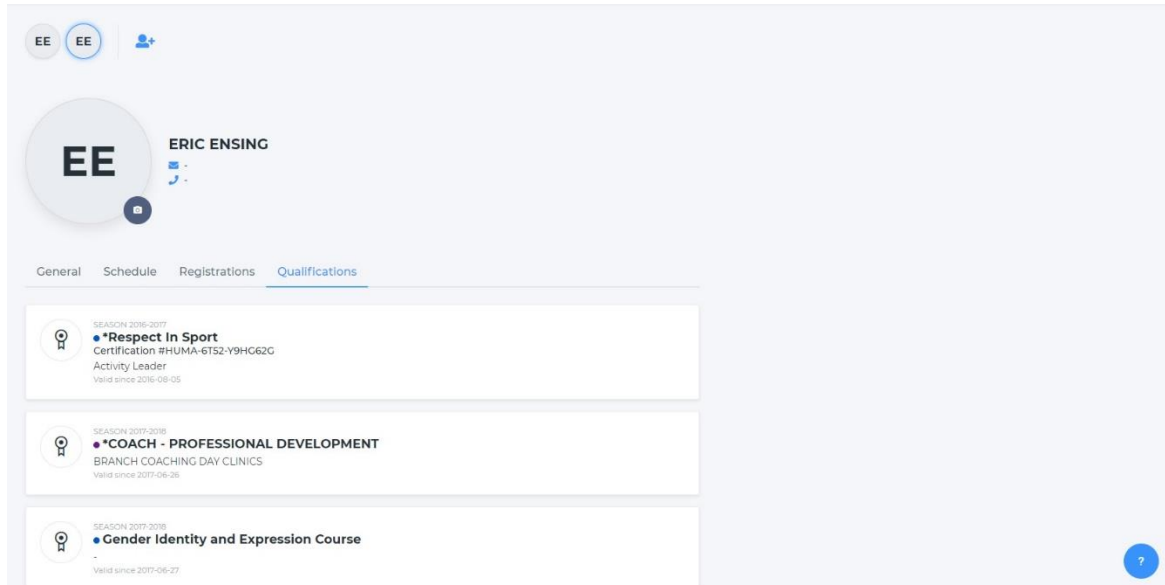 EE EE
EE
ERIC ENSING
-
-
General Schedule Registrations Qualifications
SEASON 2016-2017
*Respect In Sport
Certification #HUMA-6T52-Y9HG62G
Activity Leader
Valid since 2016-08-05
SEASON 2017-2018
*COACH - PROFESSIONAL DEVELOPMENT
BRANCH COACHING DAY CLINICS
Valid since 2017-06-26
SEASON 2017-2018
Gender Identity and Expression Course
-
Valid since 2017-06-27
?